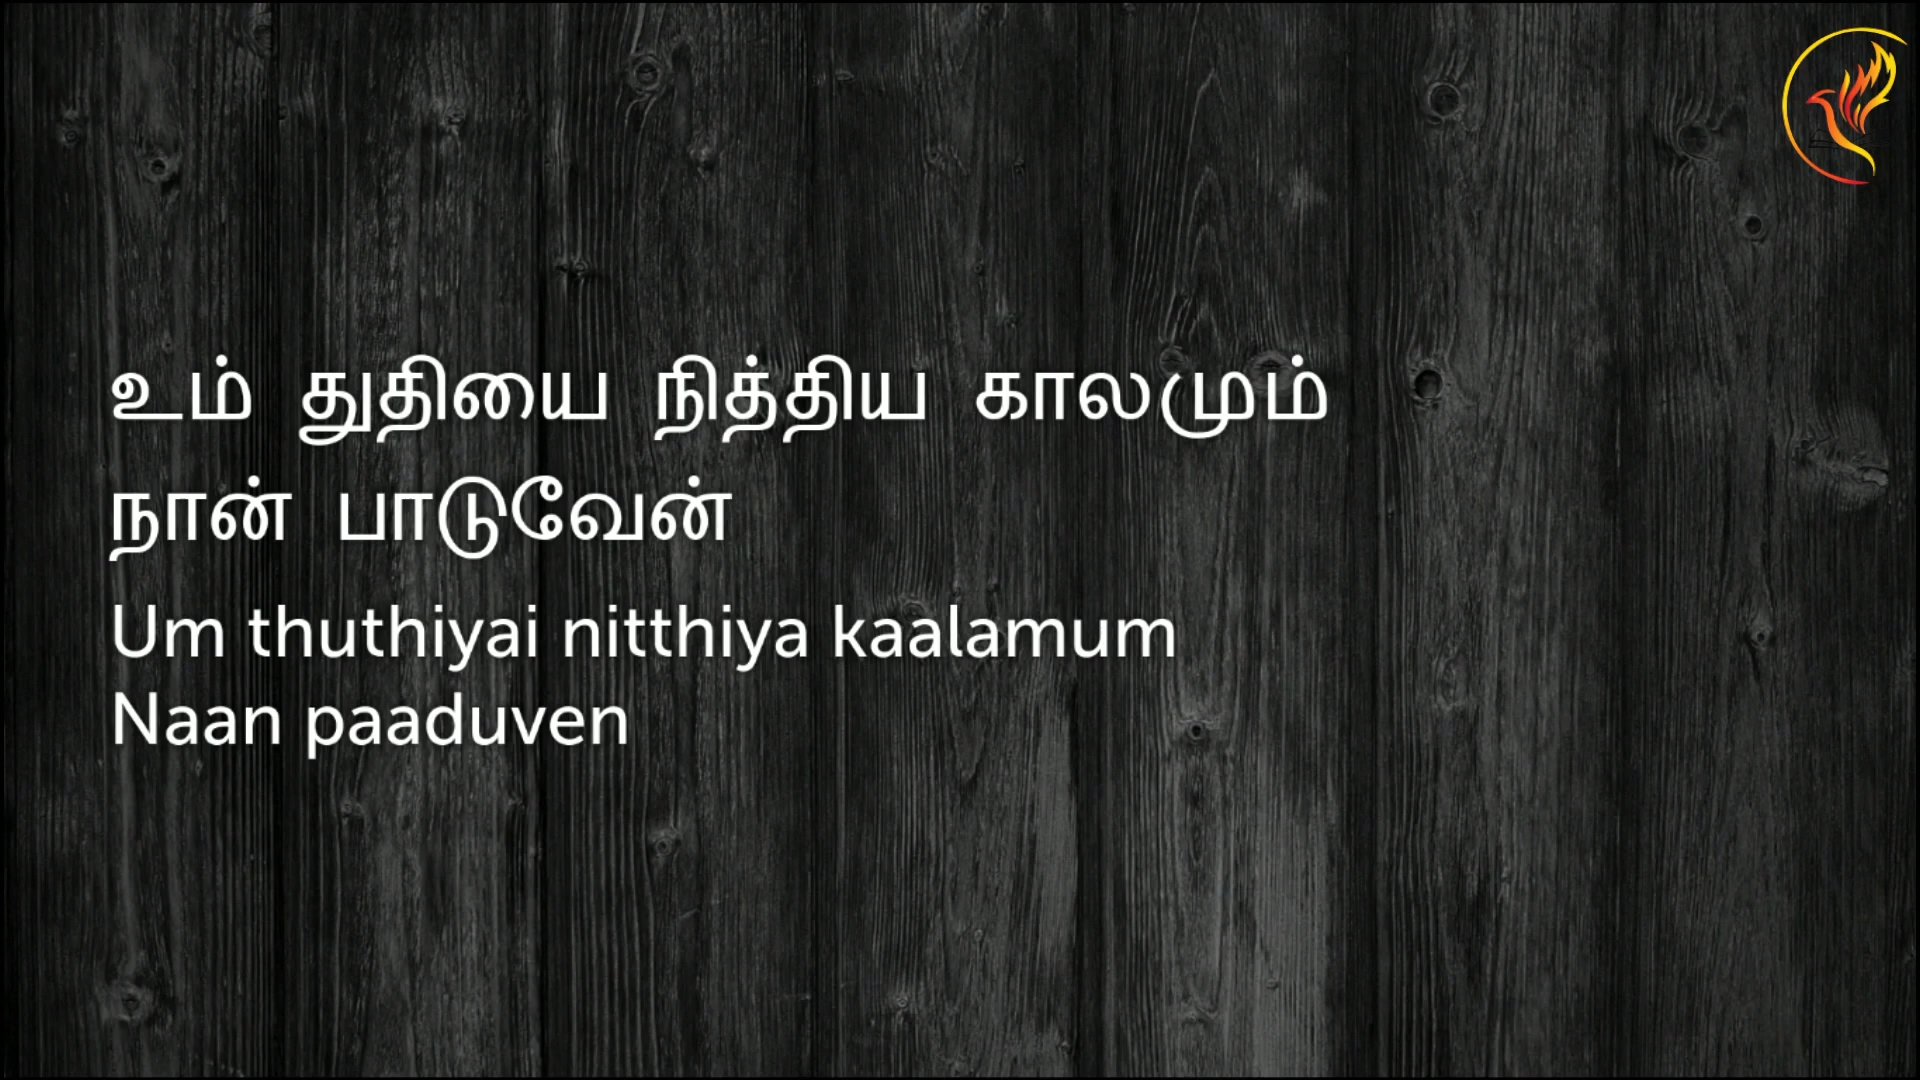 உம் துதியை நித்திய காலமும்
நான் பாடுவேன்
Um thuthiyai nitthiya kaalamum
Naan paaduven